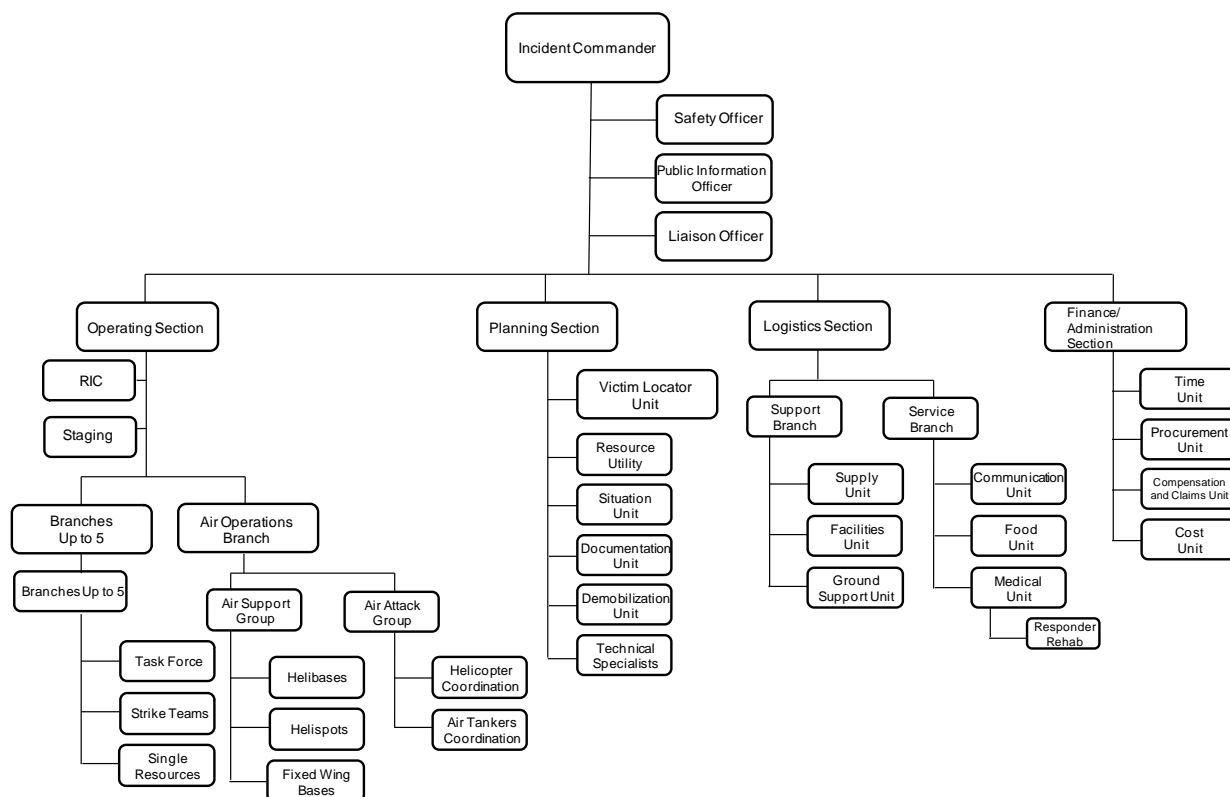 Incident Commander
Safety Officer
Public Information
Officer
Liaison Officer
Operating Section
Planning Section
Logistics Section
Finance/
Administration
Section
RIC
Staging
Branches
Up to 5
Air Operations
Branch
Branches Up to 5
Air Support
Group
Air Attack
Group
Task Force
Strike Teams
Single
Resources
Helibases
Helispots
Fixed Wing
Bases
Helicopter
Coordination
Air Tankers
Coordination
Victim Locator
Unit
Resource
Utility
Situation
Unit
Documentation
Unit
Demobilization
Unit
Technical
Specialists
Support
Branch
Service
Branch
Supply
Unit
Facilities
Unit
Ground
Support Unit
Communication
Unit
Food
Unit
Medical
Unit
Responder
Rehab
Time
Unit
Procurement
Unit
Compensation
and Claims Unit
Cost
Unit